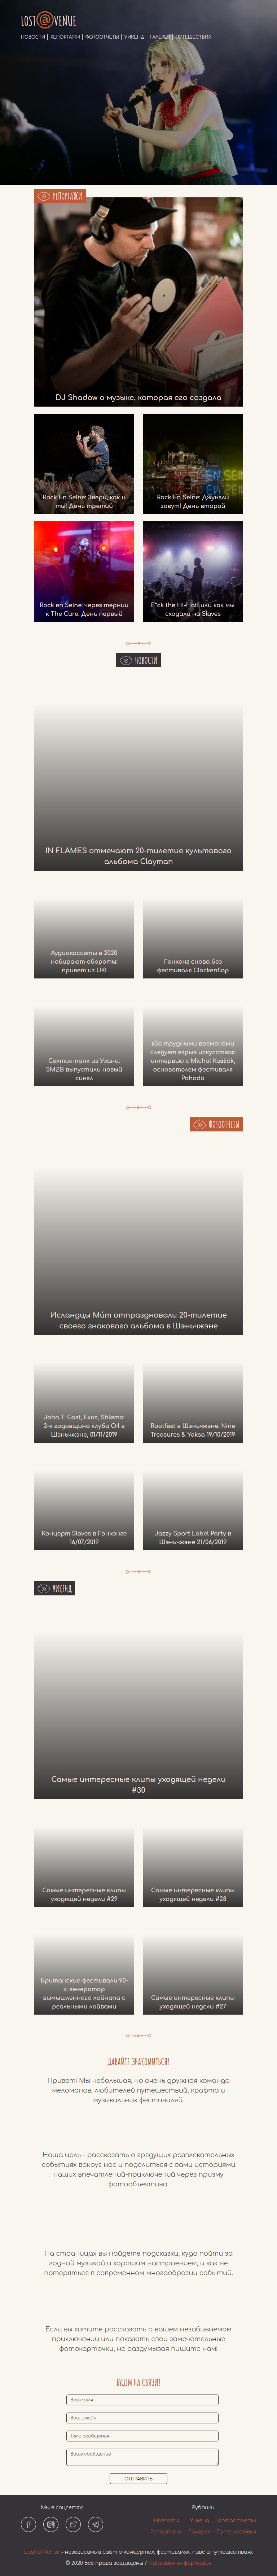 LOST@VENUE
НОВОСТИ | РЕПОРТАЖИ | ФОТООТЧЕТЫ | УИКЕНД | ГАЛЕРЕЯ | ПУТЕШЕСТВИЯ
РЕПОРТАЖИ
DJ Shadow о музыке, которая его создала
Rock En Seine: Звери, как и
ты! День третий
Rock En Seine: Джунгли
зовут! День второй
Rock en Seine: через тернии
к The Cure. День первый
F*ck the Hi-Hat! или как мы
сходили на Slaves
НОВОСТИ
IN FLAMES отмечают 20-тилетие культового
альбома Clayman
Аудиокассеты в 2020
набирают обороты:
привет из UK!
Гонконг снова без
фестиваля Clockenflap
Селтик-панк из Ухани:
SMZB выпустили новый
сингл
«За трудными временами
следует взрыв искусства»:
интервью с Michal Kaščák,
основателем фестиваля
Pohoda
ФОТООТЧЕТЫ
Исландцы Múm отпраздновали 20-тилетие
своего знакового альбома в Шэньчжэне
John T. Gast, Exos, Shlømo:
2-я годовщина клуба Oil в
Шэньчжэне, 01/11/2019
Rootfest в Шэньчжэне: Nine
Treasures & Yaksa 19/10/2019
Концерт Slaves в Гонконге
16/07/2019
Jazzy Sport Label Party в
Шэньчжэне 21/06/2019
УИКЕНД
Самые интересные клипы уходящей недели
#30
Самые интересные клипы
уходящей недели #29
Самые интересные клипы
уходящей недели #28
Британские фестивали 90-
х: генератор
вымышленного лайнапа с
реальными лайвами
Самые интересные клипы
уходящей недели #27
ДАВАЙТЕ ЗНАКОМИТЬСЯ!
Привет! Мы небольшая, но очень дружная команда
меломанов, любителей путешествий, крафта и
музыкальных фестивалей.
Наша цель – рассказать о грядущих развлекательных
событиях вокруг нас и поделиться с вами историями
наших впечатлений-приключений через призму
фотообъектива.
На страницах вы найдете подсказки, куда пойти за
годной музыкой и хорошим настроением, и как не
потеряться в современном многообразии событий.
Если вы хотите рассказать о вашем незабываемом
приключении или показать свои замечательные
фотокарточки, не раздумывая пишите нам!
БУДЕМ НА СВЯЗИ!
Ваше имя
Ваш имейл
Тема сообщения
Ваше сообщение
ОТПРАВИТЬ
Мы в соцсетях:
Рубрики
Новости Уикенд Фотоотчеты
Репортажи Галерея Путешествия
Lost at Venue – независимый сайт о концертах, фестивалях, пиве и путешествиях
© 2020 Все права защищены / Правовая информация